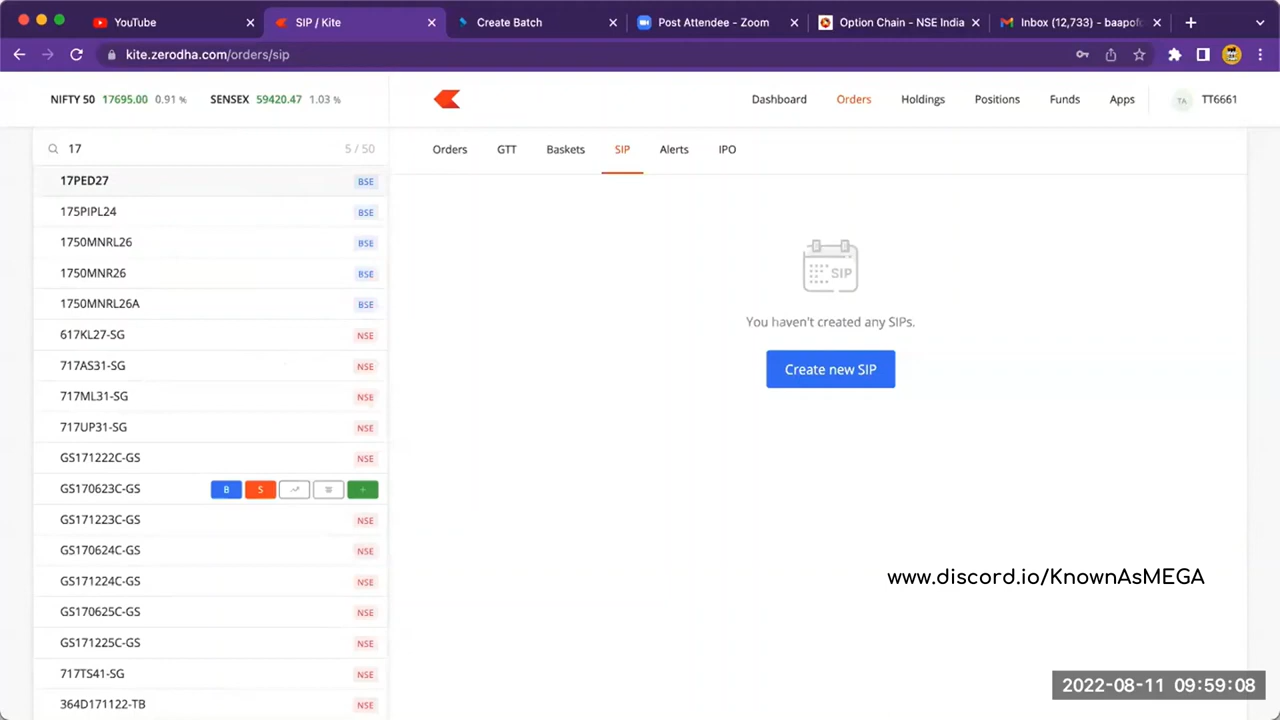 YouTube
SIP / Kite
Create Batch
Post Attendee - Zoom
Option Chain - NSE India
Inbox (12,733) - baapofc
kite.zerodha.com/orders/sip
NIFTY 50 17695.00 0.91 %
SENSEX 59420.47 1.03 %
Dashboard
Orders
Holdings
Positions
Funds
Apps
TA
TT6661
17
5 / 50
Orders
GTT
Baskets
SIP
Alerts
IPO
17PED27 BSE
175PIPL24 BSE
1750MNRL26 BSE
1750MNR26 BSE
1750MNRL26A BSE
617KL27-SG NSE
717AS31-SG NSE
717ML31-SG NSE
717UP31-SG NSE
GS171222C-GS NSE
GS170623C-GS B S +
GS171223C-GS NSE
GS170624C-GS NSE
GS171224C-GS NSE
GS170625C-GS NSE
GS171225C-GS NSE
717TS41-SG NSE
364D171122-TB NSE
SIP
You haven't created any SIPs.
Create new SIP
www.discord.io/KnownAsMEGA
2022-08-11 09:59:08